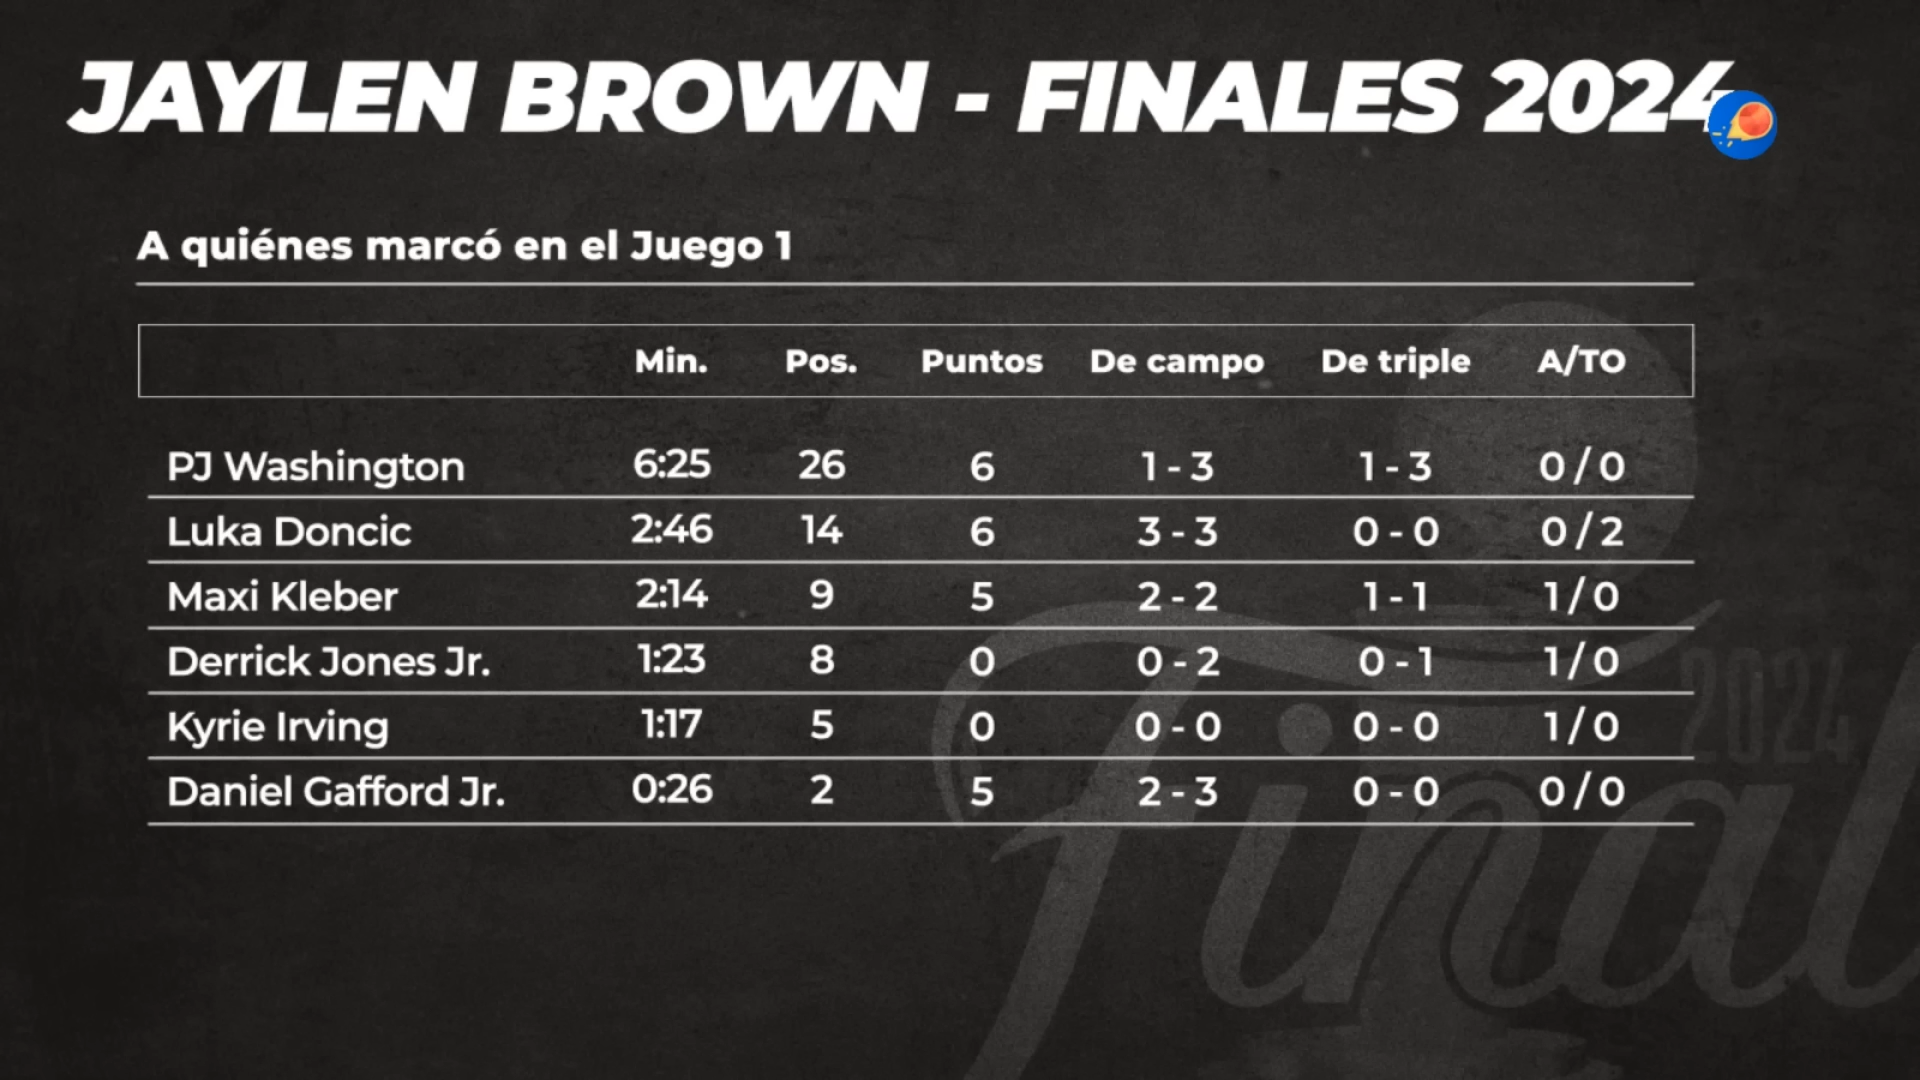 JAYLEN BROWN - FINALES 2024
A quiénes marcó en el Juego 1
Min. Pos. Puntos De campo De triple A/TO
PJ Washington 6:25 26 6 1 - 3 1 - 3 0 / 0
Luka Doncic 2:46 14 6 3 - 3 0 - 0 0 / 2
Maxi Kleber 2:14 9 5 2 - 2 1 - 1 1 / 0
Derrick Jones Jr. 1:23 8 0 0 - 2 0 - 1 1 / 0
Kyrie Irving 1:17 5 0 0 - 0 0 - 0 1 / 0
Daniel Gafford Jr. 0:26 2 5 2 - 3 0 - 0 0 / 0
2024
Final